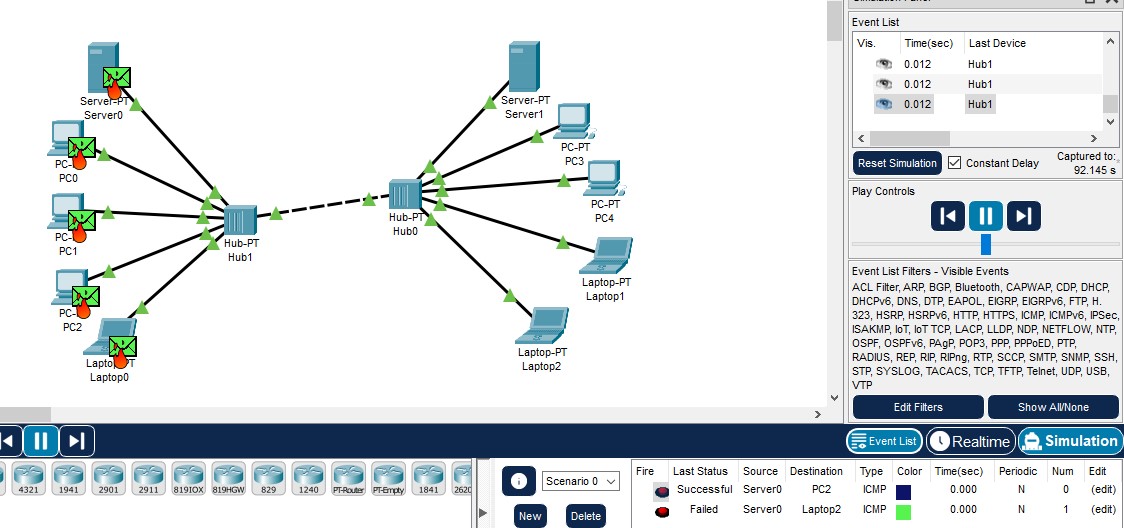 Simulation Panel
Event List
Vis. Time(sec) Last Device
0.012 Hub1
0.012 Hub1
0.012 Hub1
Reset Simulation Constant Delay Captured to:
92.145 s
Play Controls
Event List Filters - Visible Events
ACL Filter, ARP, BGP, Bluetooth, CAPWAP, CDP, DHCP,
DHCPv6, DNS, DTP, EAPOL, EIGRP, EIGRPv6, FTP, H.
323, HSRP, HSRPv6, HTTP, HTTPS, ICMP, ICMPv6, IPSec,
ISAKMP, IoT, IoT TCP, LACP, LLDP, NDP, NETFLOW, NTP,
OSPF, OSPFv6, PAgP, POP3, PPP, PPPoED, PTP,
RADIUS, REP, RIP, RIPng, RTP, SCCP, SMTP, SNMP, SSH,
STP, SYSLOG, TACACS, TCP, TFTP, Telnet, UDP, USB,
VTP
Edit Filters Show All/None
Server-PT
Server0
PC-
PC0
PC-
PC1
PC-
PC2
Laptop-PT
Laptop0
Hub-PT
Hub1
Hub-PT
Hub0
Server-PT
Server1
PC-PT
PC3
PC-PT
PC4
Laptop-PT
Laptop1
Laptop-PT
Laptop2
Event List Realtime Simulation
4321 1941 2901 2911 819IOX 819HGW 829 1240 PT-Router PT-Empty 1841 2620
Scenario 0
New Delete
Fire Last Status Source Destination Type Color Time(sec) Periodic Num Edit
Successful Server0 PC2 ICMP 0.000 N 0 (edit)
Failed Server0 Laptop2 ICMP 0.000 N 1 (edit)